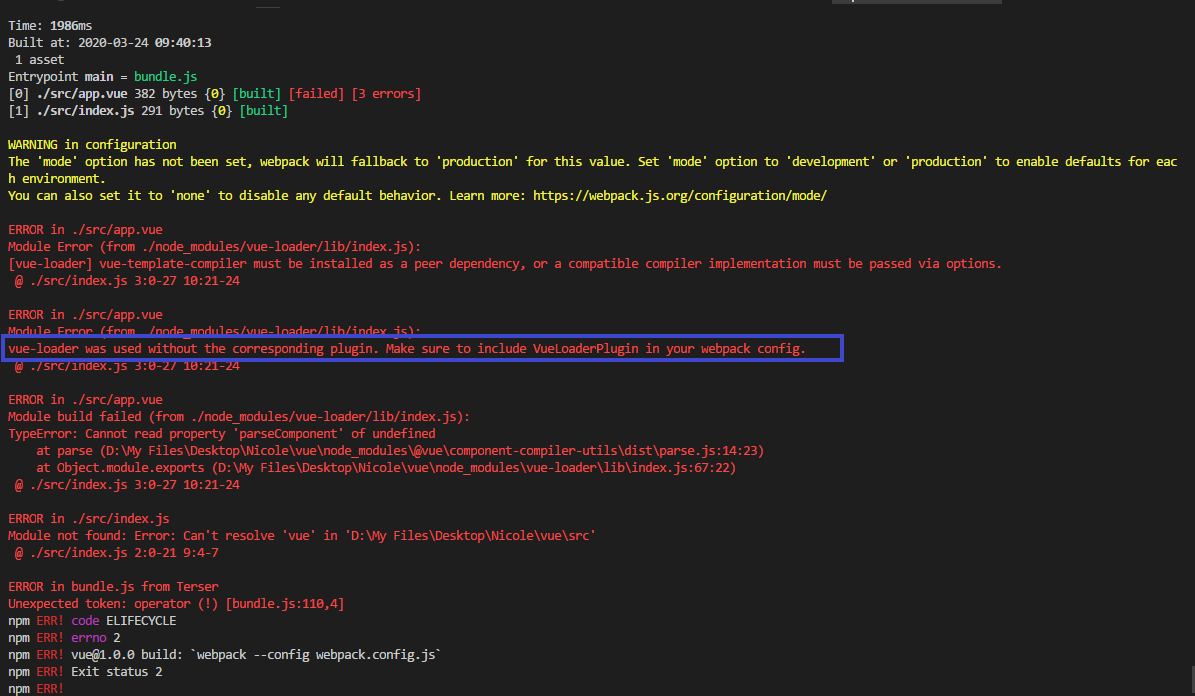 Time: 1986ms
Built at: 2020-03-24 09:40:13
 1 asset
Entrypoint main = bundle.js
[0] ./src/app.vue 382 bytes {0} [built] [failed] [3 errors]
[1] ./src/index.js 291 bytes {0} [built]

WARNING in configuration
The 'mode' option has not been set, webpack will fallback to 'production' for this value. Set 'mode' option to 'development' or 'production' to enable defaults for eac
h environment.
You can also set it to 'none' to disable any default behavior. Learn more: https://webpack.js.org/configuration/mode/

ERROR in ./src/app.vue
Module Error (from ./node_modules/vue-loader/lib/index.js):
[vue-loader] vue-template-compiler must be installed as a peer dependency, or a compatible compiler implementation must be passed via options.
 @ ./src/index.js 3:0-27 10:21-24

ERROR in ./src/app.vue
Module Error (from ./node_modules/vue-loader/lib/index.js):
vue-loader was used without the corresponding plugin. Make sure to include VueLoaderPlugin in your webpack config.
 @ ./src/index.js 3:0-27 10:21-24

ERROR in ./src/app.vue
Module build failed (from ./node_modules/vue-loader/lib/index.js):
TypeError: Cannot read property 'parseComponent' of undefined
    at parse (D:\My Files\Desktop\Nicole\vue\node_modules\@vue\component-compiler-utils\dist\parse.js:14:23)
    at Object.module.exports (D:\My Files\Desktop\Nicole\vue\node_modules\vue-loader\lib\index.js:67:22)
 @ ./src/index.js 3:0-27 10:21-24

ERROR in ./src/index.js
Module not found: Error: Can't resolve 'vue' in 'D:\My Files\Desktop\Nicole\vue\src'
 @ ./src/index.js 2:0-21 9:4-7

ERROR in bundle.js from Terser
Unexpected token: operator (!) [bundle.js:110,4]
npm ERR! code ELIFECYCLE
npm ERR! errno 2
npm ERR! vue@1.0.0 build: `webpack --config webpack.config.js`
npm ERR! Exit status 2
npm ERR!